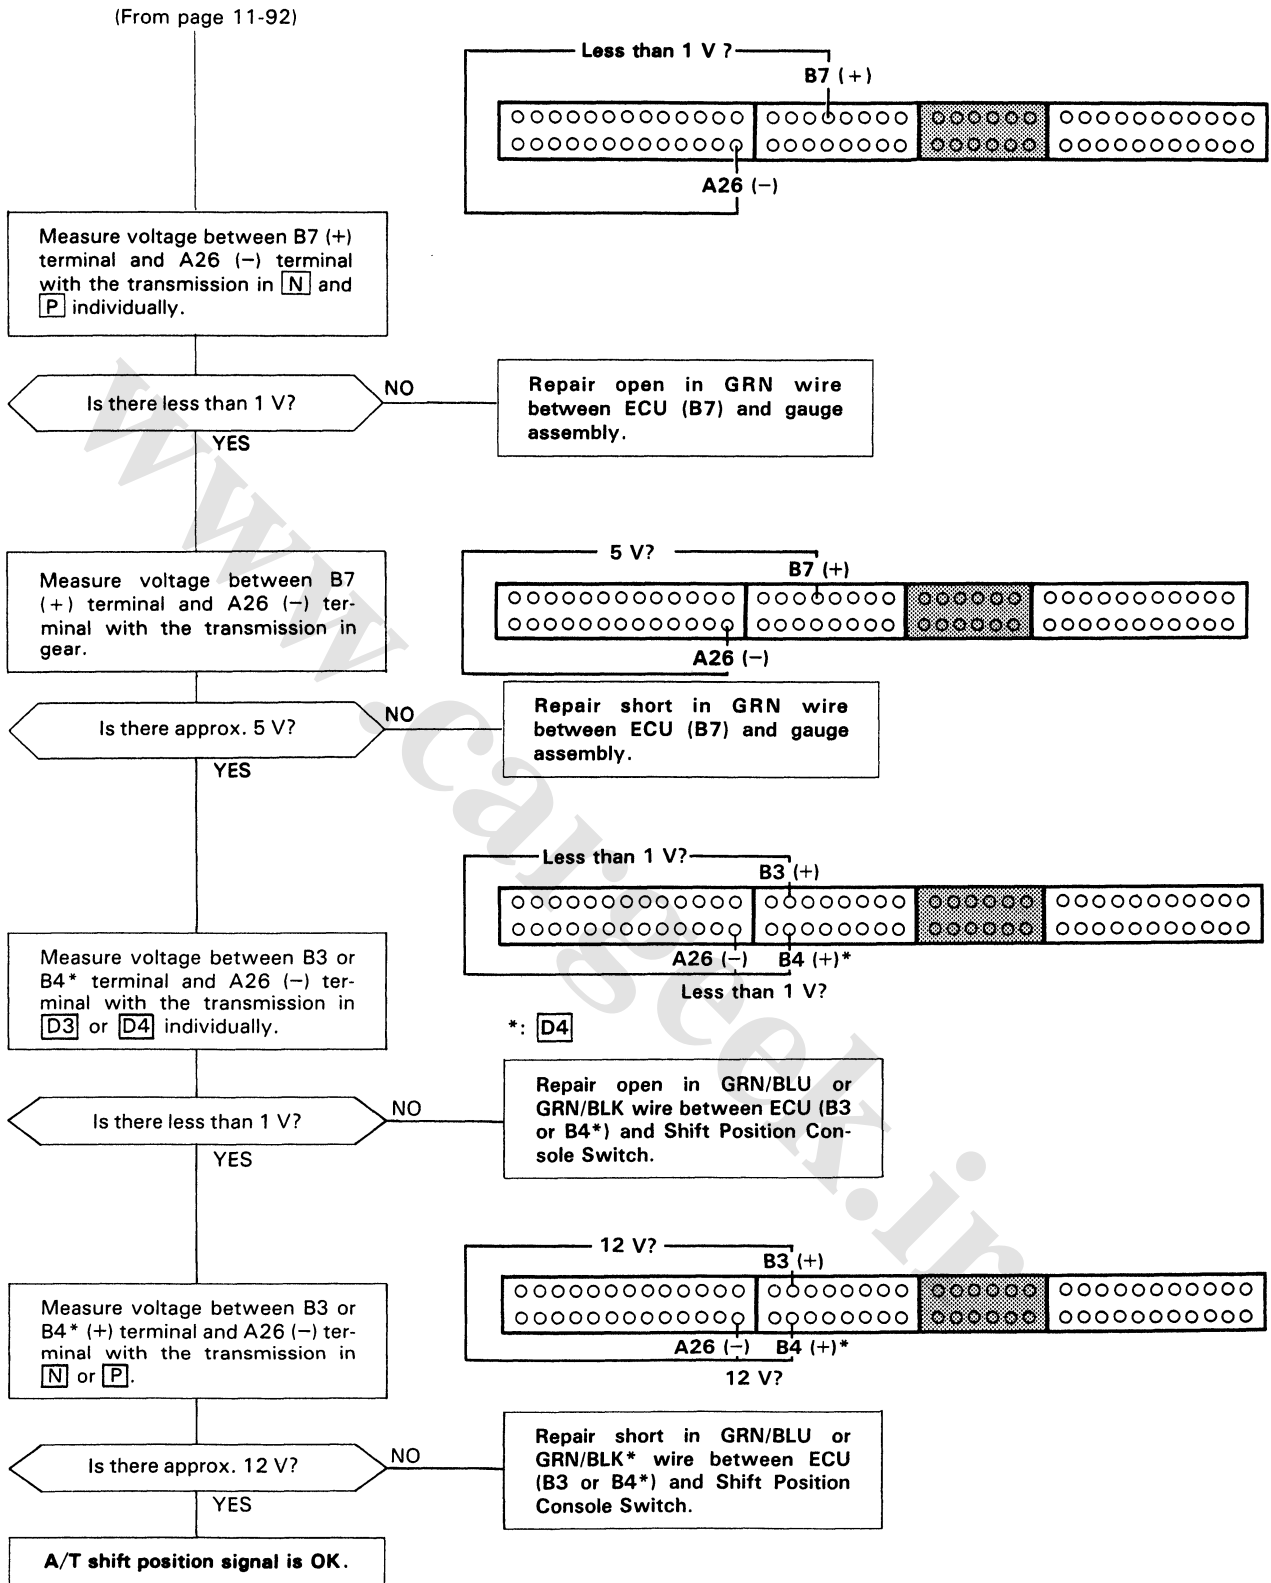 (From page 11-92)
Less than 1 V ?
B7 (+)
A26 (−)
Measure voltage between B7 (+)
terminal and A26 (−) terminal
with the transmission in N and
P individually.
Is there less than 1 V?
NO
YES
Repair open in GRN wire
between ECU (B7) and gauge
assembly.
5 V?
B7 (+)
A26 (−)
Measure voltage between B7
(+) terminal and A26 (−) ter-
minal with the transmission in
gear.
Is there approx. 5 V?
NO
YES
Repair short in GRN wire
between ECU (B7) and gauge
assembly.
Less than 1 V?
B3 (+)
A26 (−) B4 (+)*
Less than 1 V?
*: D4
Measure voltage between B3 or
B4* terminal and A26 (−) ter-
minal with the transmission in
D3 or D4 individually.
Is there less than 1 V?
NO
YES
Repair open in GRN/BLU or
GRN/BLK wire between ECU (B3
or B4*) and Shift Position Con-
sole Switch.
12 V?
B3 (+)
A26 (−) B4 (+)*
12 V?
Measure voltage between B3 or
B4* (+) terminal and A26 (−) ter-
minal with the transmission in
N or P.
Is there approx. 12 V?
NO
YES
Repair short in GRN/BLU or
GRN/BLK* wire between ECU
(B3 or B4*) and Shift Position
Console Switch.
A/T shift position signal is OK.
www.cargeek.ir